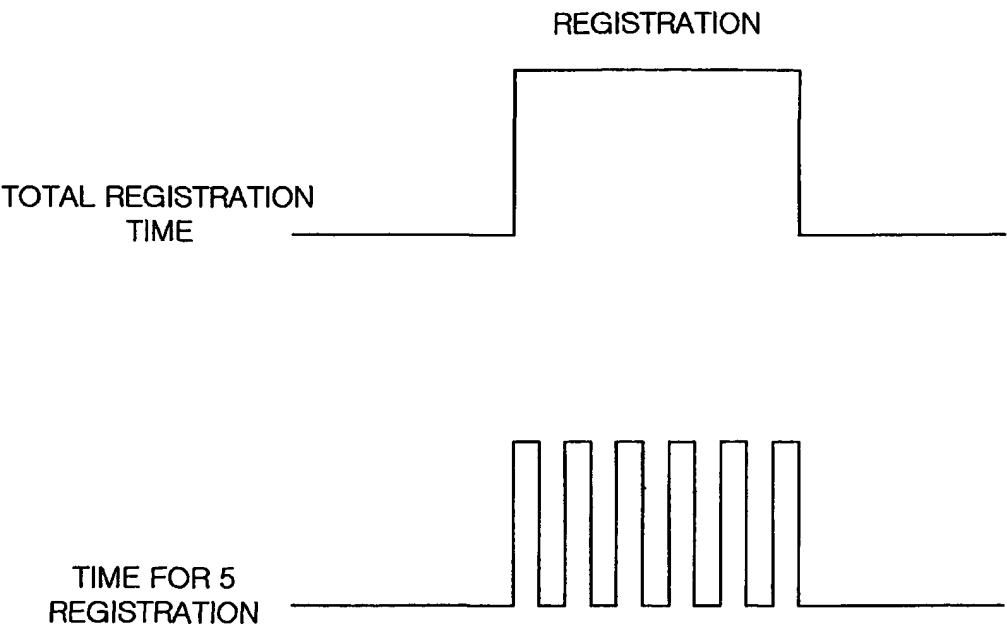 REGISTRATION
TOTAL REGISTRATION
TIME
TIME FOR 5
REGISTRATION